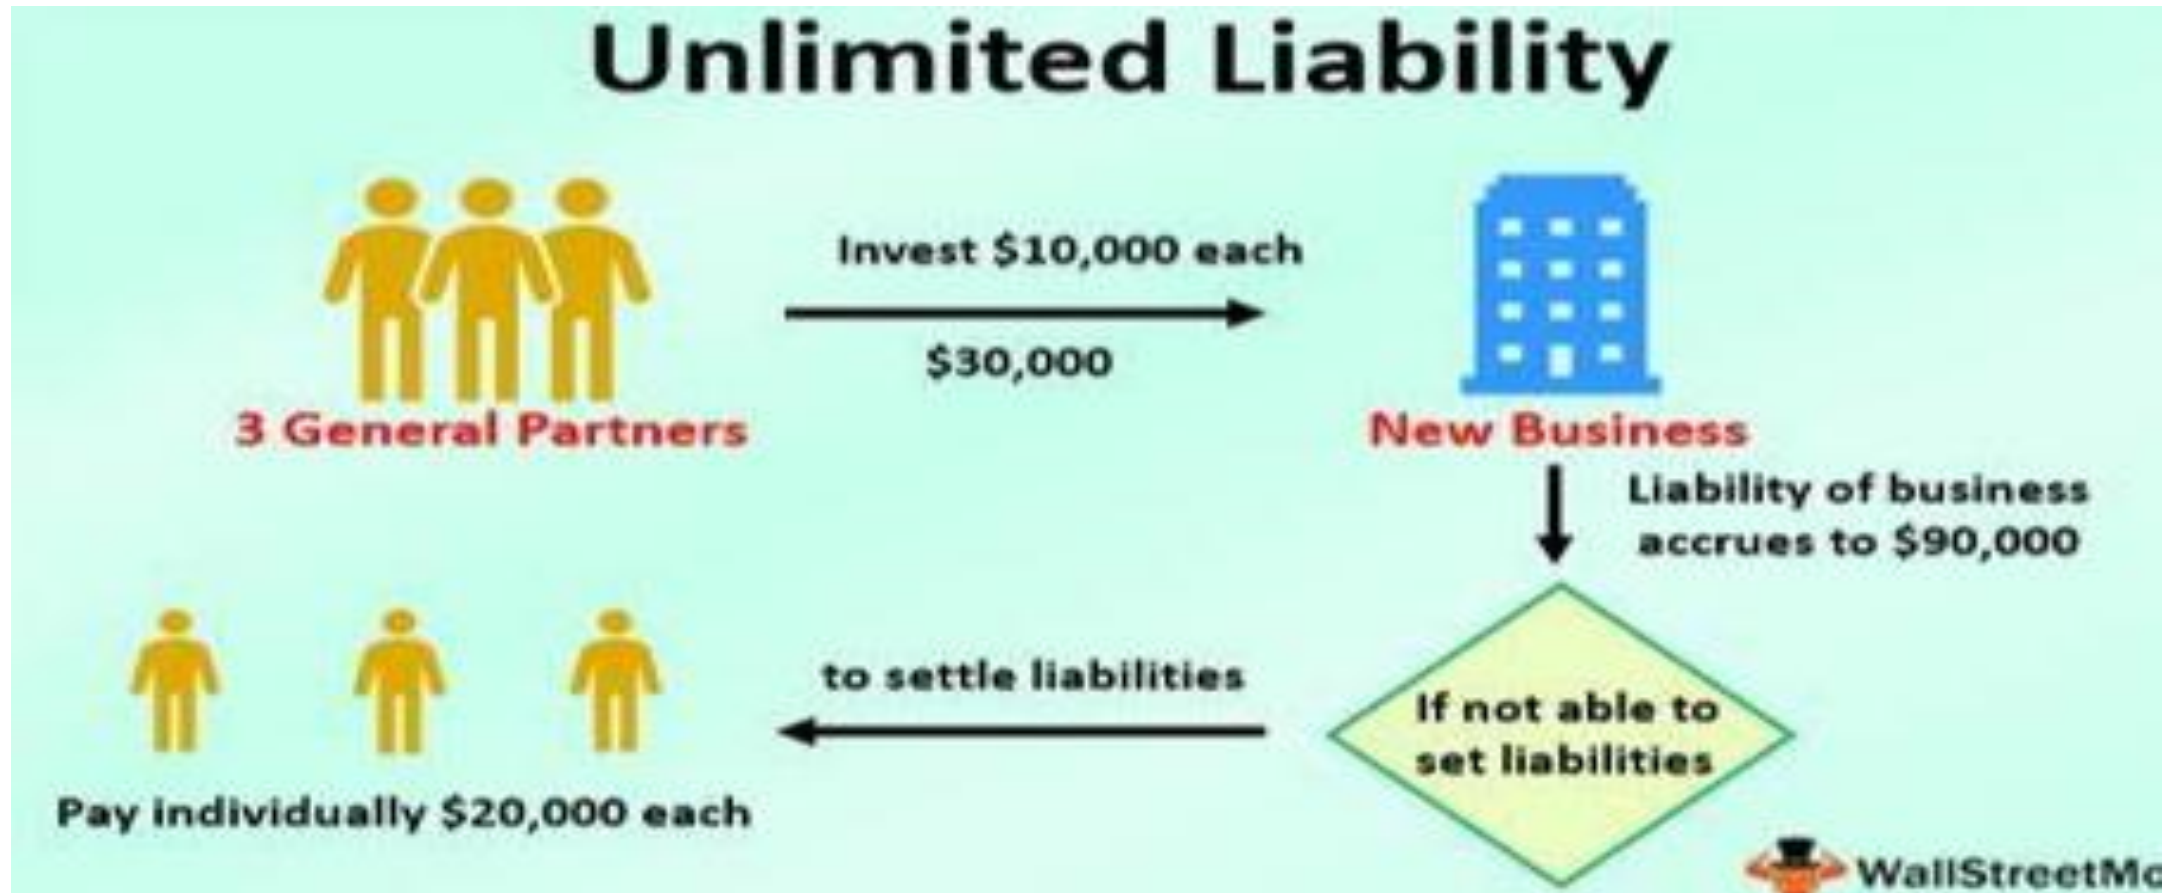 Unlimited Liability
Invest $10,000 each
$30,000
3 General Partners
New Business
Liability of business
accrues to $90,000
If not able to
set liabilities
to settle liabilities
Pay individually $20,000 each
WallStreetMo